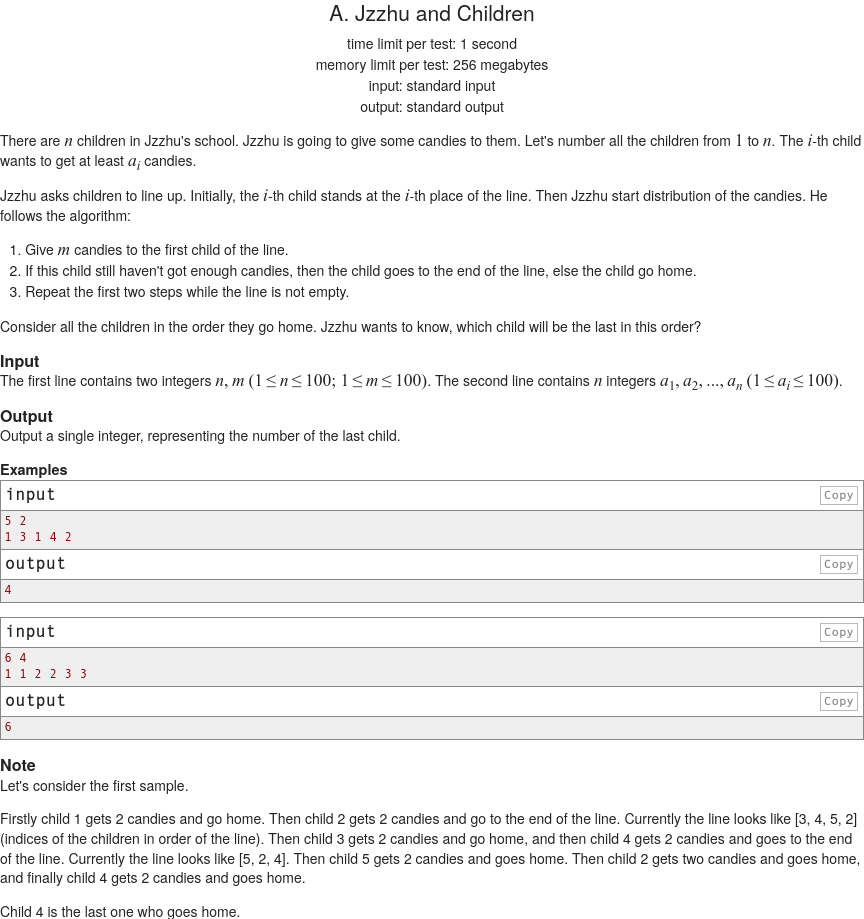 A. Jzzhu and Children
time limit per test: 1 second
memory limit per test: 256 megabytes
input: standard input
output: standard output
There are n children in Jzzhu's school. Jzzhu is going to give some candies to them. Let's number all the children from 1 to n. The i-th child
wants to get at least a_i candies.
Jzzhu asks children to line up. Initially, the i-th child stands at the i-th place of the line. Then Jzzhu start distribution of the candies. He
follows the algorithm:
1. Give m candies to the first child of the line.
2. If this child still haven't got enough candies, then the child goes to the end of the line, else the child go home.
3. Repeat the first two steps while the line is not empty.
Consider all the children in the order they go home. Jzzhu wants to know, which child will be the last in this order?
Input
The first line contains two integers n, m (1 ≤ n ≤ 100; 1 ≤ m ≤ 100). The second line contains n integers a_1, a_2, ..., a_n (1 ≤ a_i ≤ 100).
Output
Output a single integer, representing the number of the last child.
Examples
input Copy
5 2
1 3 1 4 2
output Copy
4
input Copy
6 4
1 1 2 2 3 3
output Copy
6
Note
Let's consider the first sample.
Firstly child 1 gets 2 candies and go home. Then child 2 gets 2 candies and go to the end of the line. Currently the line looks like [3, 4, 5, 2]
(indices of the children in order of the line). Then child 3 gets 2 candies and go home, and then child 4 gets 2 candies and goes to the end
of the line. Currently the line looks like [5, 2, 4]. Then child 5 gets 2 candies and goes home. Then child 2 gets two candies and goes home,
and finally child 4 gets 2 candies and goes home.
Child 4 is the last one who goes home.